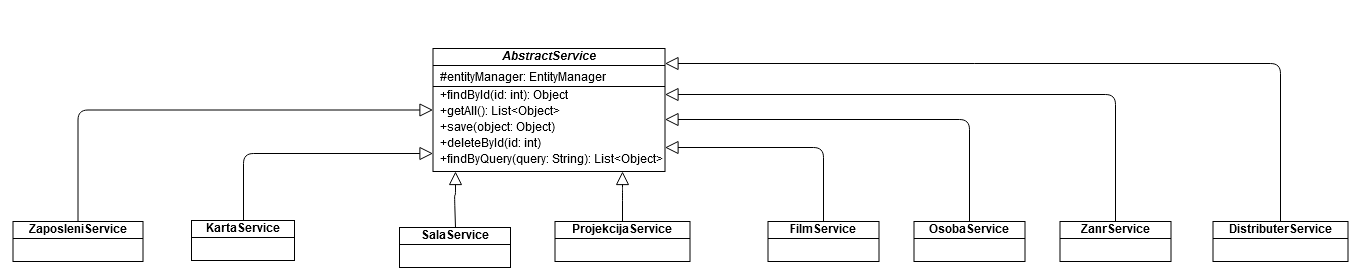 AbstractService
#entityManager: EntityManager
+findById(id: int): Object
+getAll(): List<Object>
+save(object: Object)
+deleteById(id: int)
+findByQuery(query: String): List<Object>
ZaposleniService
KartaService
SalaService
ProjekcijaService
FilmService
OsobaService
ZanrService
DistributerService